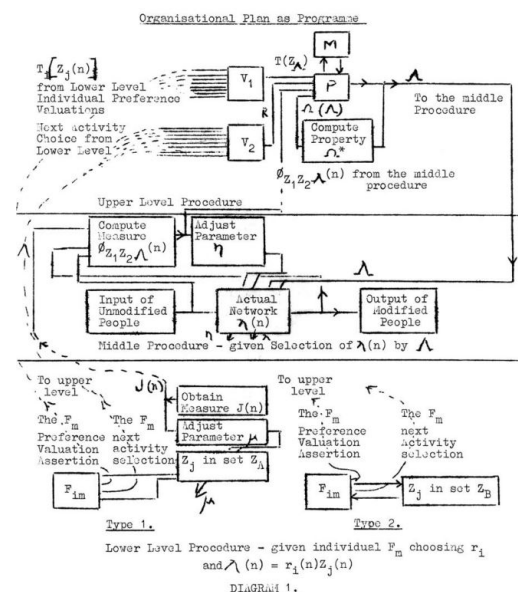 Organisational Plan as Programme
M
T_i[Z_j(n)]
from Lower Level
Individual Preference
Valuations
V1
T(Z_Λ)
P
Λ
To the middle
Procedure
Next activity
Choice from
Lower Level
V2
R
Ω(Λ)
Compute
Property
Ω*
ØZ1Z2Λ(n) from the middle
procedure
Upper Level Procedure
Compute
Measure
ØZ1Z2Λ(n)
Adjust
Parameter
η
Λ
Input of
Unmodified
People
Actual
Network
λ(n)
Output of
Modified
People
η
Middle Procedure - given Selection of λ(n) by Λ
To upper
level
J(n)
Obtain
Measure J(n)
Adjust
Parameter μ
The Fm
Preference
Valuation
Assertion
The Fm
next
activity
selection
Fim
Zj in set ZA
μ
Type 1.
To upper
level
The Fm
Preference
Valuation
Assertion
The Fm
next
activity
selection
Fim
Zj in set ZB
Type 2.
Lower Level Procedure - given individual Fm choosing ri
and λ(n) = ri(n)Zj(n)
DIAGRAM 1.